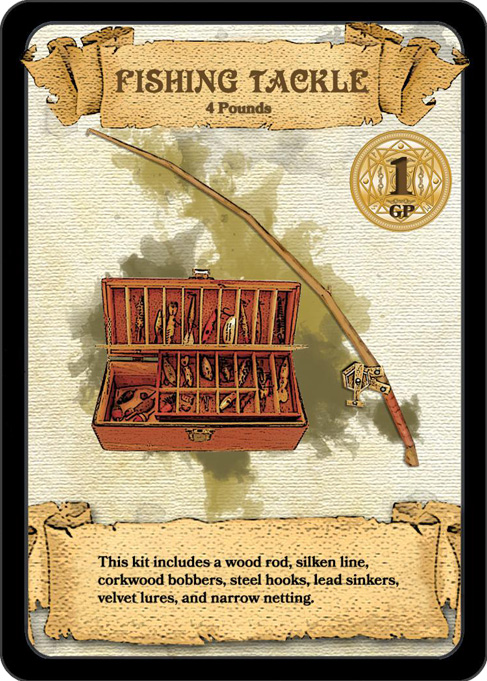 FISHING TACKLE
4 Pounds
1
GP
This kit includes a wood rod, silken line,
corkwood bobbers, steel hooks, lead sinkers,
velvet lures, and narrow netting.